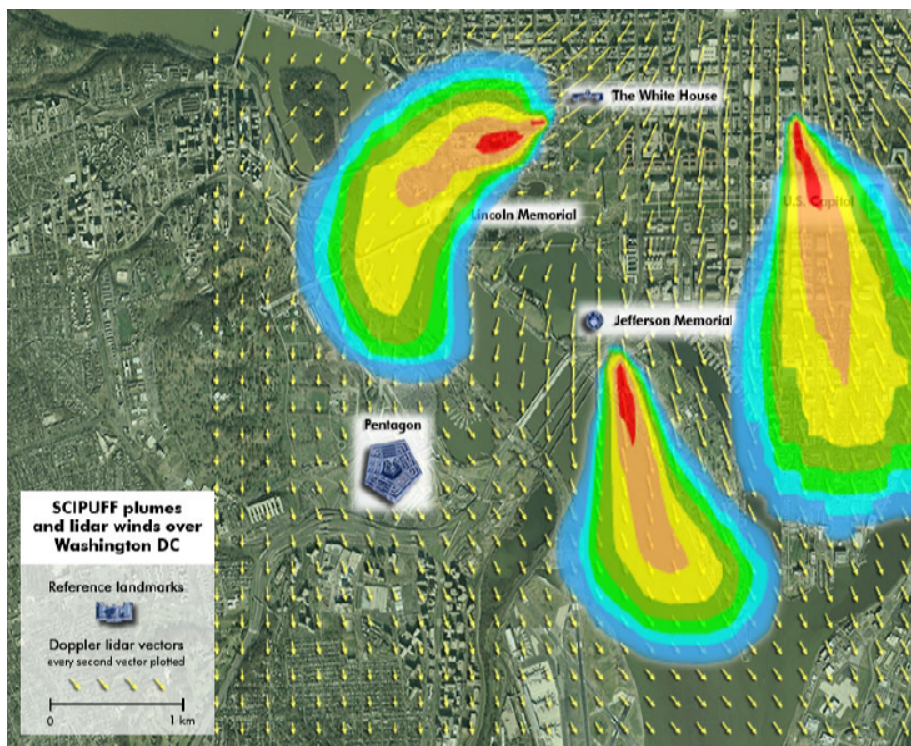 The White House
U.S. Capitol
Lincoln Memorial
Jefferson Memorial
Pentagon
SCIPUFF plumes
and lidar winds over
Washington DC
Reference landmarks
Doppler lidar vectors
every second vector plotted
0 1 km